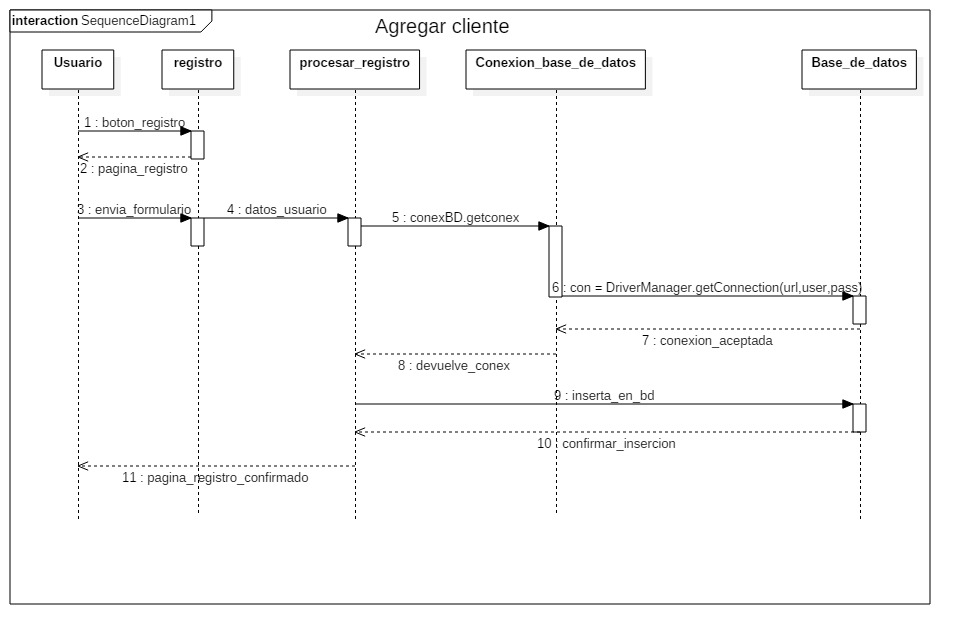 interaction SequenceDiagram1
Agregar cliente
Usuario
registro
procesar_registro
Conexion_base_de_datos
Base_de_datos
1 : boton_registro
2 : pagina_registro
3 : envia_formulario
4 : datos_usuario
5 : conexBD.getconex
6 : con = DriverManager.getConnection(url,user,pass)
7 : conexion_aceptada
8 : devuelve_conex
9 : inserta_en_bd
10 : confirmar_insercion
11 : pagina_registro_confirmado